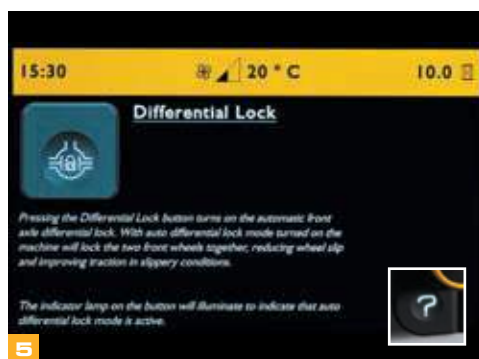 15:30 20 ° C 10.0
Differential Lock
Pressing the Differential Lock button turns on the automatic front
axle differential lock. With auto differential lock mode turned on the
machine will lock the two front wheels together, reducing wheel slip
and improving traction in slippery conditions.
The indicator lamp on the button will illuminate to indicate that auto
differential lock mode is active.
?
5